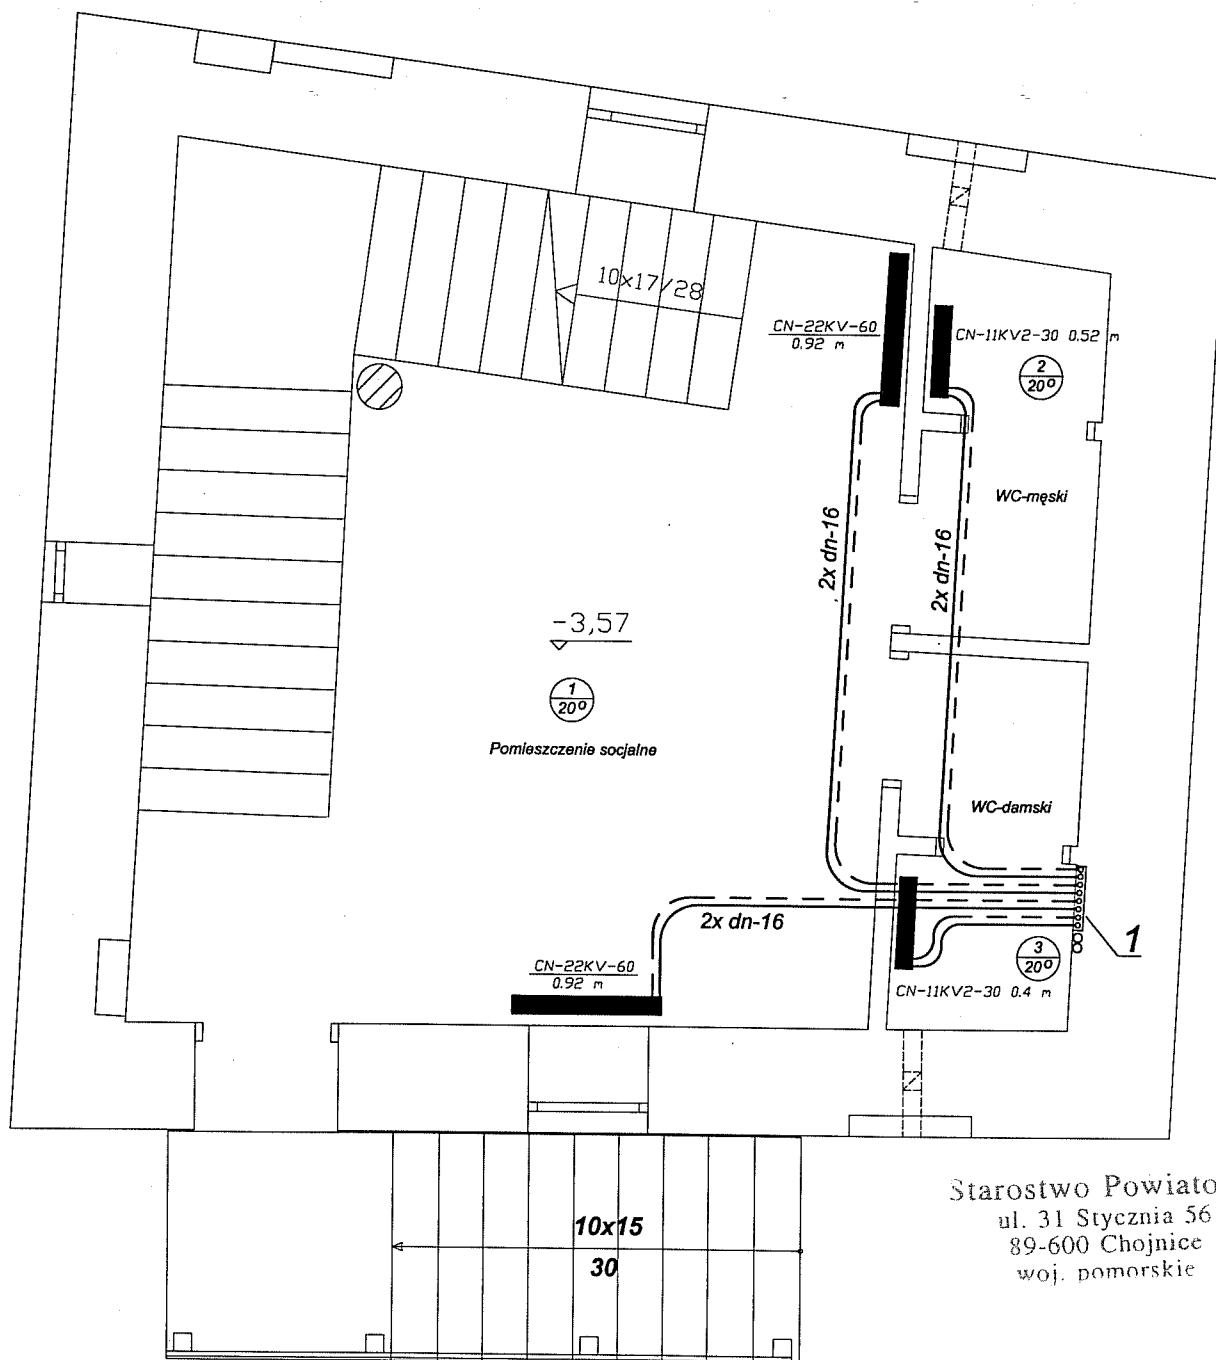 10x17/28
CN-22KV-60
0.92 m
CN-11KV2-30 0.52 m
2
20°
WC-męski
2x dn-16
2x dn-16
-3,57
1
20°
Pomieszczenie socjalne
WC-damski
2x dn-16
1
3
20°
CN-22KV-60
0.92 m
CN-11KV2-30 0.4 m
10x15
30
Starostwo Powiato
ul. 31 Stycznia 56
89-600 Chojnice
woj. pomorskie